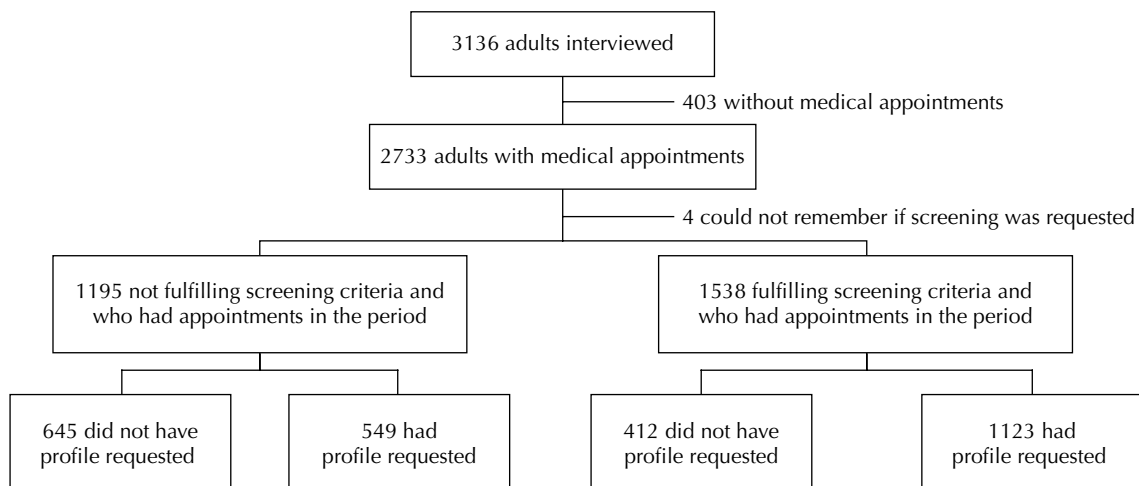 3136 adults interviewed
403 without medical appointments
2733 adults with medical appointments
4 could not remember if screening was requested
1195 not fulfilling screening criteria and
who had appointments in the period
1538 fulfilling screening criteria and
who had appointments in the period
645 did not have
profile requested
549 had
profile requested
412 did not have
profile requested
1123 had
profile requested